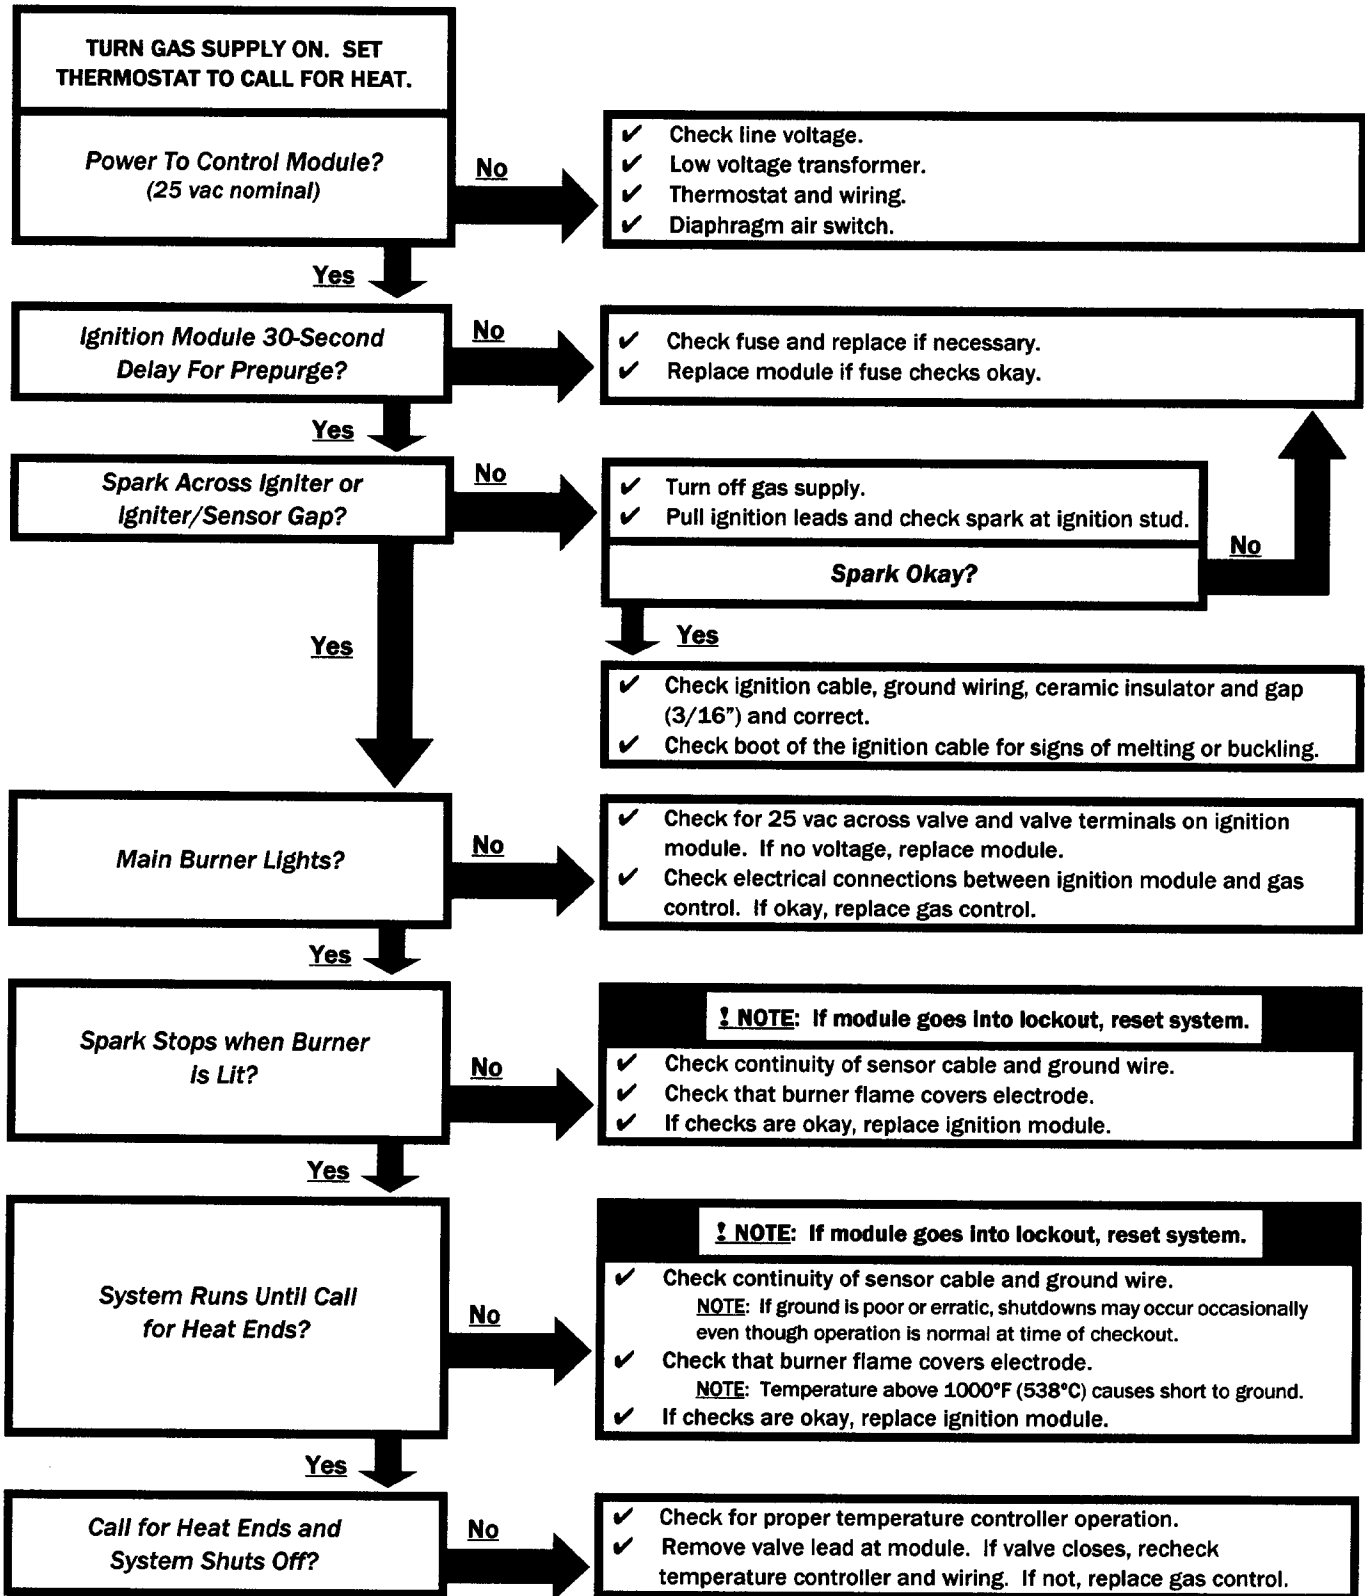 TURN GAS SUPPLY ON. SET
THERMOSTAT TO CALL FOR HEAT.
Power To Control Module?
(25 vac nominal)
No
✔ Check line voltage.
✔ Low voltage transformer.
✔ Thermostat and wiring.
✔ Diaphragm air switch.
Yes
Ignition Module 30-Second
Delay For Prepurge?
No
✔ Check fuse and replace if necessary.
✔ Replace module if fuse checks okay.
Yes
Spark Across Igniter or
Igniter/Sensor Gap?
No
✔ Turn off gas supply.
✔ Pull ignition leads and check spark at ignition stud.
Spark Okay?
No
Yes
Yes
✔ Check ignition cable, ground wiring, ceramic insulator and gap
(3/16") and correct.
✔ Check boot of the ignition cable for signs of melting or buckling.
Main Burner Lights?
No
✔ Check for 25 vac across valve and valve terminals on ignition
module. If no voltage, replace module.
✔ Check electrical connections between ignition module and gas
control. If okay, replace gas control.
Yes
Spark Stops when Burner
is Lit?
No
! NOTE: If module goes into lockout, reset system.
✔ Check continuity of sensor cable and ground wire.
✔ Check that burner flame covers electrode.
✔ If checks are okay, replace ignition module.
Yes
System Runs Until Call
for Heat Ends?
No
! NOTE: If module goes into lockout, reset system.
✔ Check continuity of sensor cable and ground wire.
NOTE: If ground is poor or erratic, shutdowns may occur occasionally
even though operation is normal at time of checkout.
✔ Check that burner flame covers electrode.
NOTE: Temperature above 1000°F (538°C) causes short to ground.
✔ If checks are okay, replace ignition module.
Yes
Call for Heat Ends and
System Shuts Off?
No
✔ Check for proper temperature controller operation.
✔ Remove valve lead at module. If valve closes, recheck
temperature controller and wiring. If not, replace gas control.